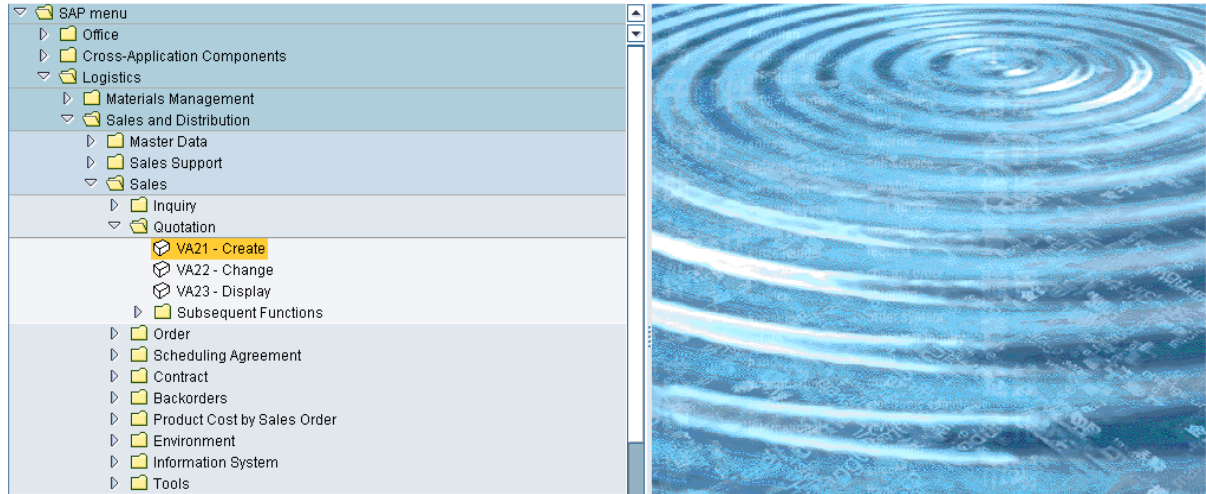 SAP menu
Office
Cross-Application Components
Logistics
Materials Management
Sales and Distribution
Master Data
Sales Support
Sales
Inquiry
Quotation
VA21 - Create
VA22 - Change
VA23 - Display
Subsequent Functions
Order
Scheduling Agreement
Contract
Backorders
Product Cost by Sales Order
Environment
Information System
Tools